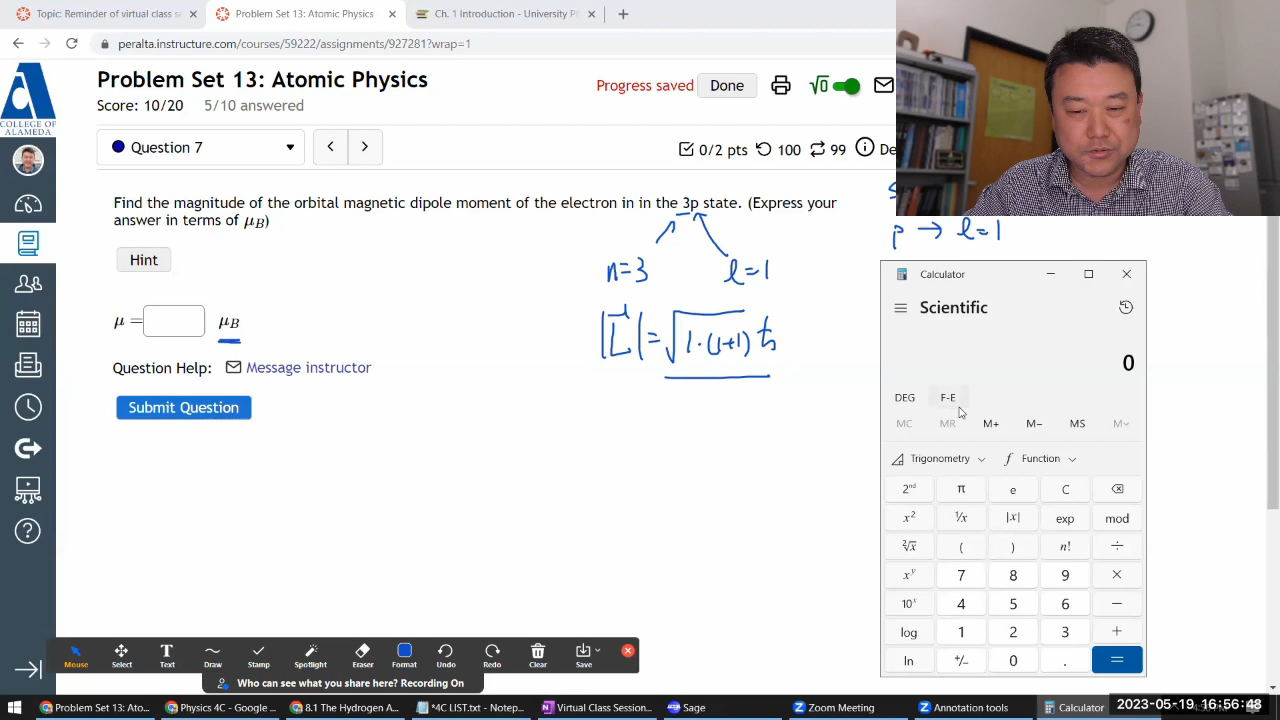 Topic: Reminder of virtual class se
Problem Set 13: Atomic Physics
Ch. 1 Introduction - University P
peralta.instructure.com/courses/59222/assignments/927281?wrap=1
COLLEGE OF
ALAMEDA
Problem Set 13: Atomic Physics
Score: 10/20 5/10 answered
Progress saved
Done
√0
Question 7
0/2 pts 100 99 De
Find the magnitude of the orbital magnetic dipole moment of the electron in in the 3p state. (Express your
answer in terms of μB)
Hint
μ = μB
Question Help: Message instructor
Submit Question
n=3 l=1
|L|=√1·(1+1) ħ
p → l=1
Calculator
Scientific
0
DEG F-E
MC MR M+ M− MS M
Trigonometry f Function
2nd π e C
x² ¹/x |x| exp mod
²√x ( ) n! ÷
xʸ 7 8 9 ×
10ˣ 4 5 6 −
log 1 2 3 +
ln +/− 0 . =
Mouse Select Text Draw Stamp Spotlight Eraser Format Undo Redo Clear Save
Who can see what you share here? Recording On
Problem Set 13: Ato
Physics 4C - Google
8.1 The Hydrogen A
*4C LIST.txt - Notep
Virtual Class Session
Sage
Zoom Meeting
Annotation tools
Calculator
2023-05-19 16:56:48